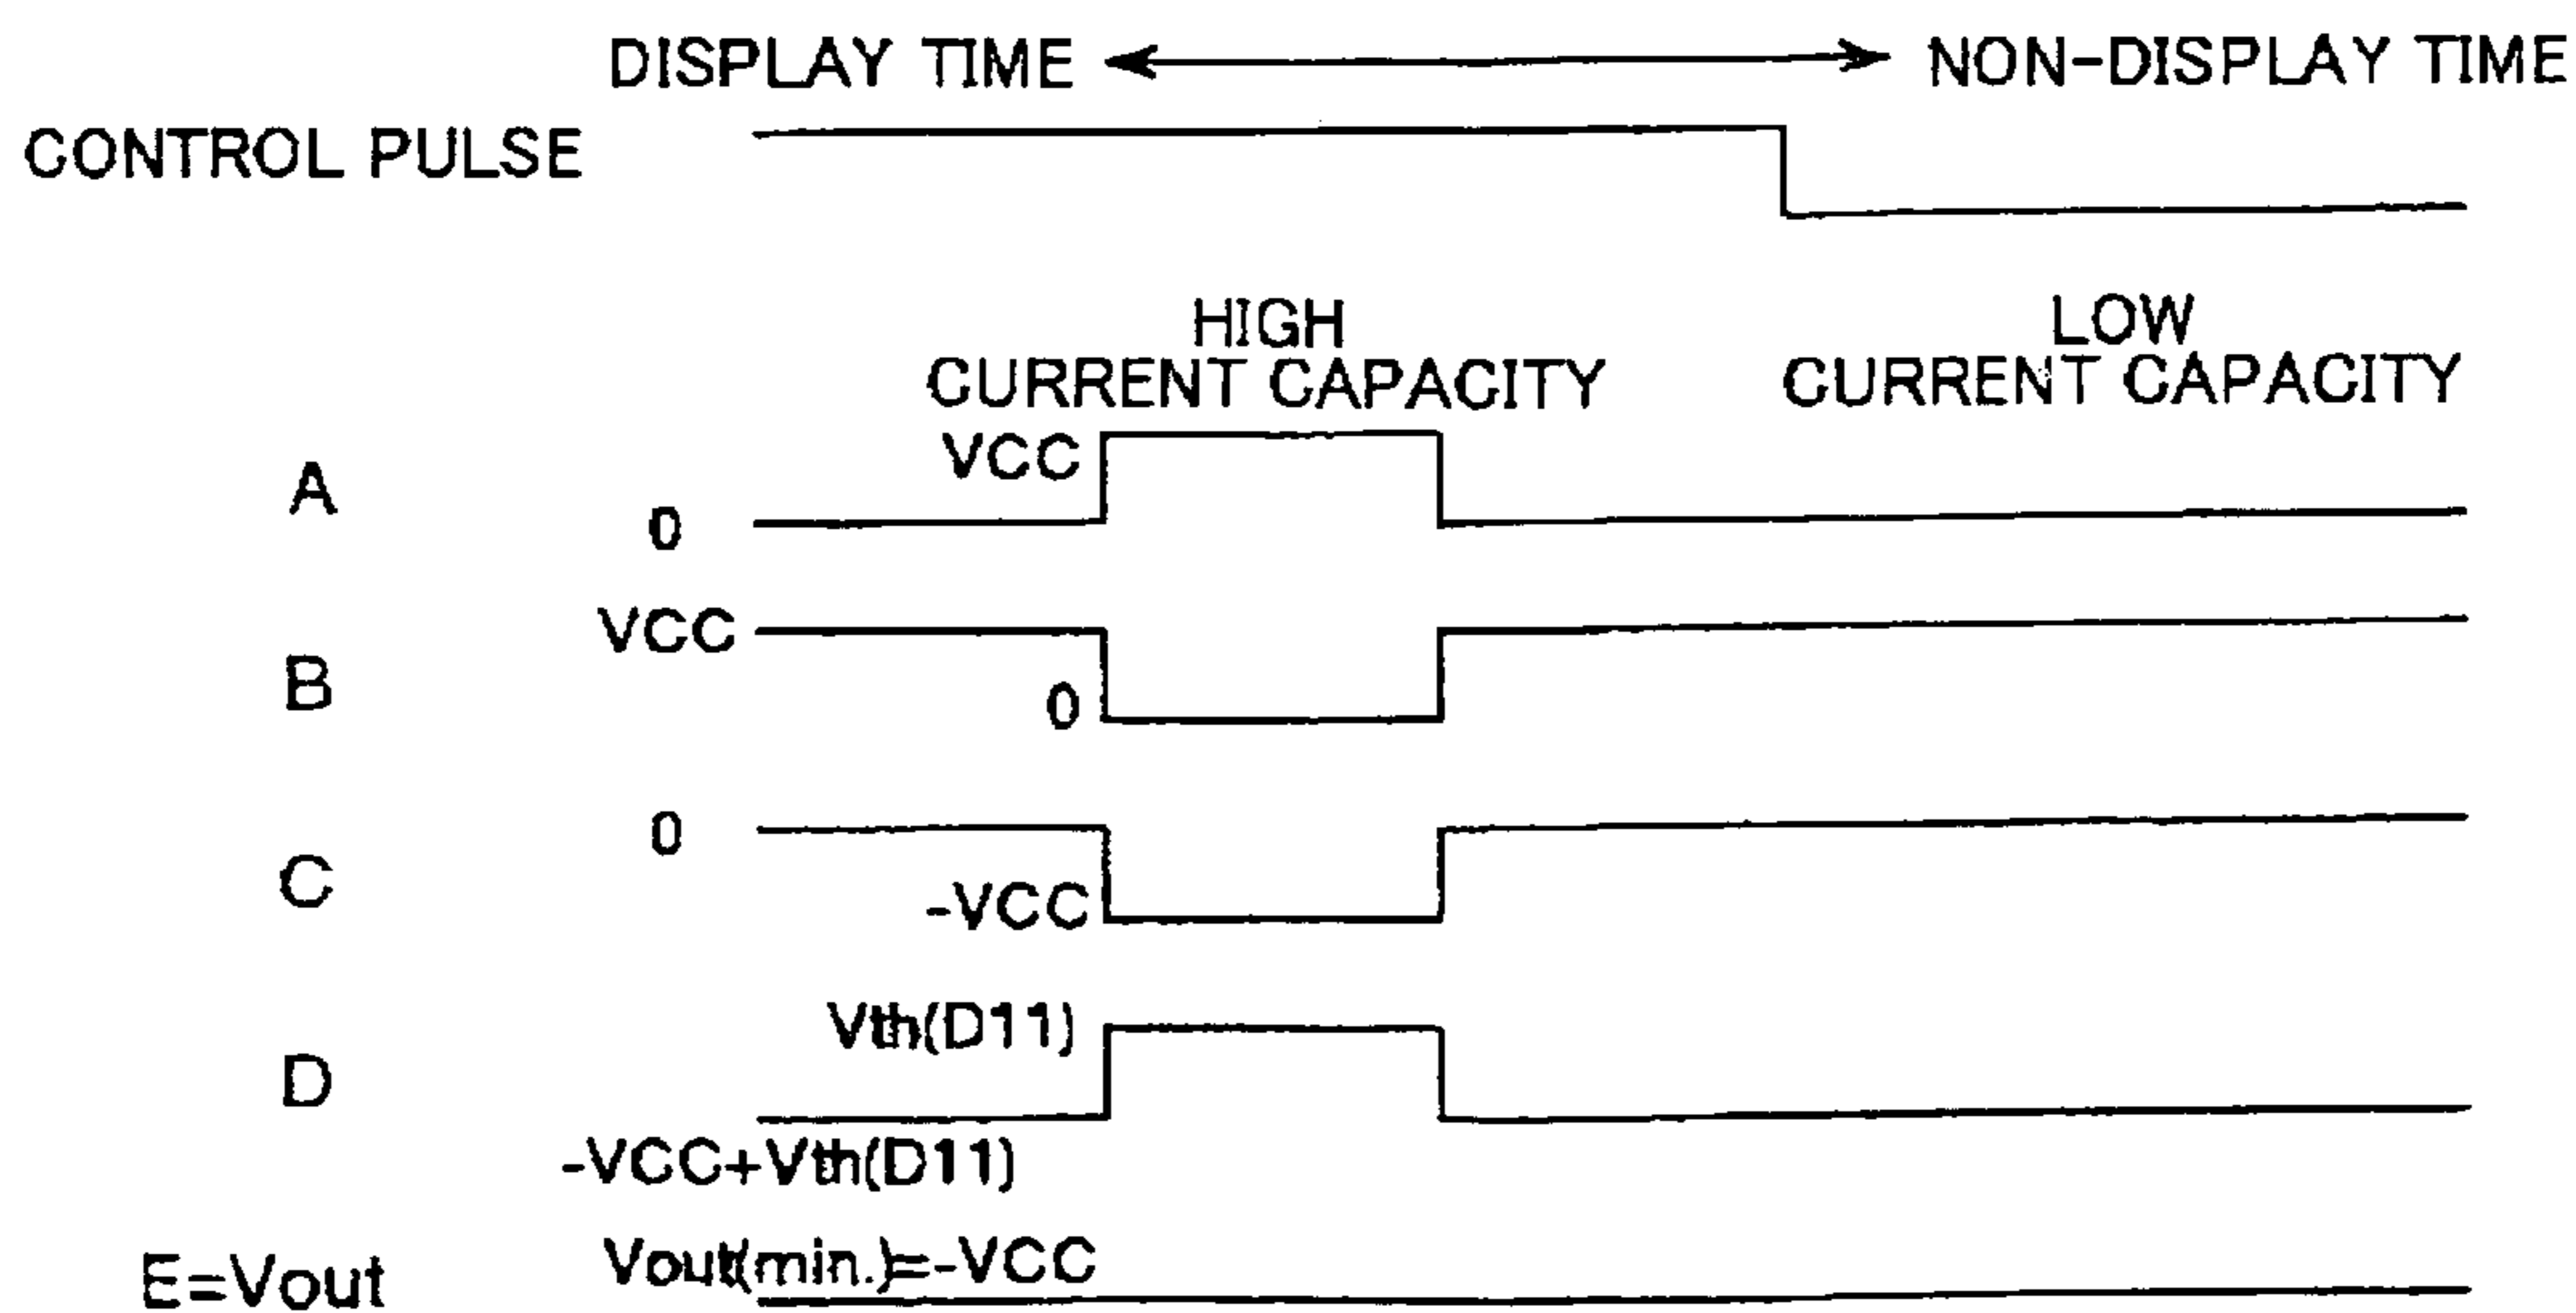 DISPLAY TIME NON-DISPLAY TIME
CONTROL PULSE
HIGH
CURRENT CAPACITY
LOW
CURRENT CAPACITY
A
VCC
0
B
VCC
0
C
0
-VCC
D
Vth(D11)
-VCC+Vth(D11)
E=Vout
Vout(min.)=-VCC